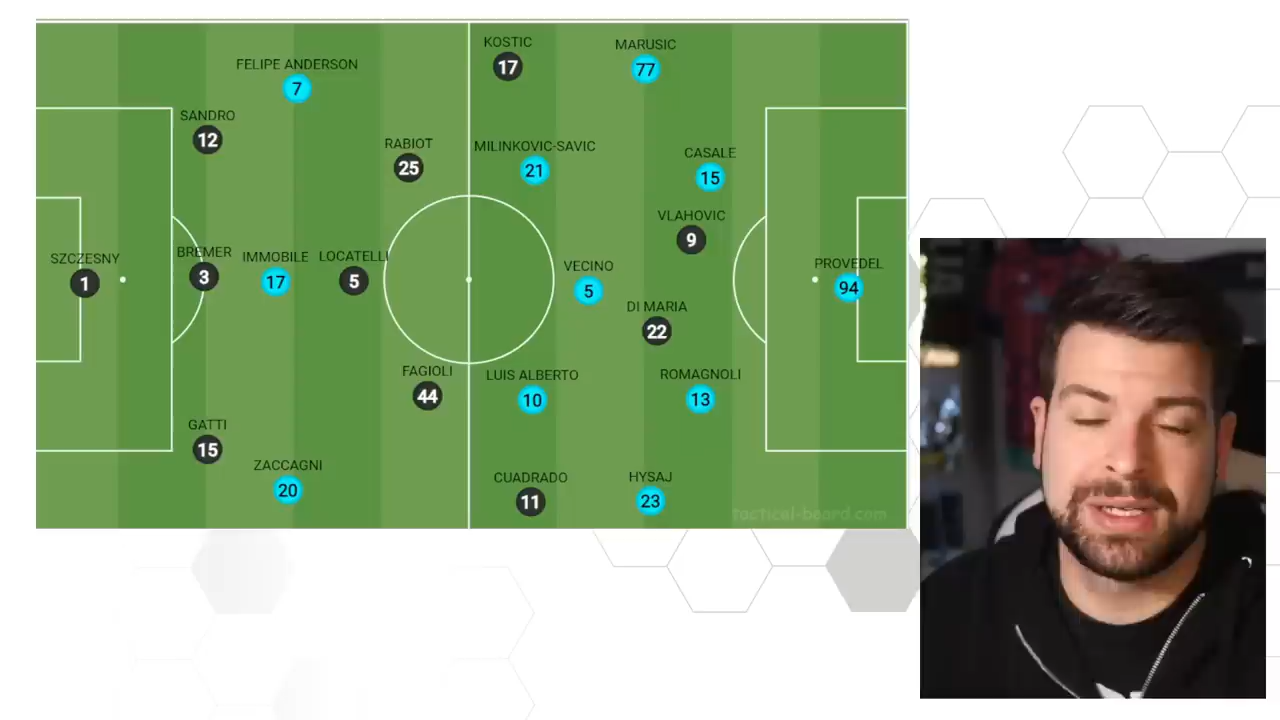 KOSTIC
17
MARUSIC
77
FELIPE ANDERSON
7
SANDRO
12
RABIOT
25
MILINKOVIC-SAVIC
21
CASALE
15
VLAHOVIC
9
SZCZESNY
1
BREMER
3
IMMOBILE
17
LOCATELLI
5
VECINO
5
PROVEDEL
94
DI MARIA
22
FAGIOLI
44
LUIS ALBERTO
10
ROMAGNOLI
13
GATTI
15
ZACCAGNI
20
CUADRADO
11
HYSAJ
23
tactical-board.com